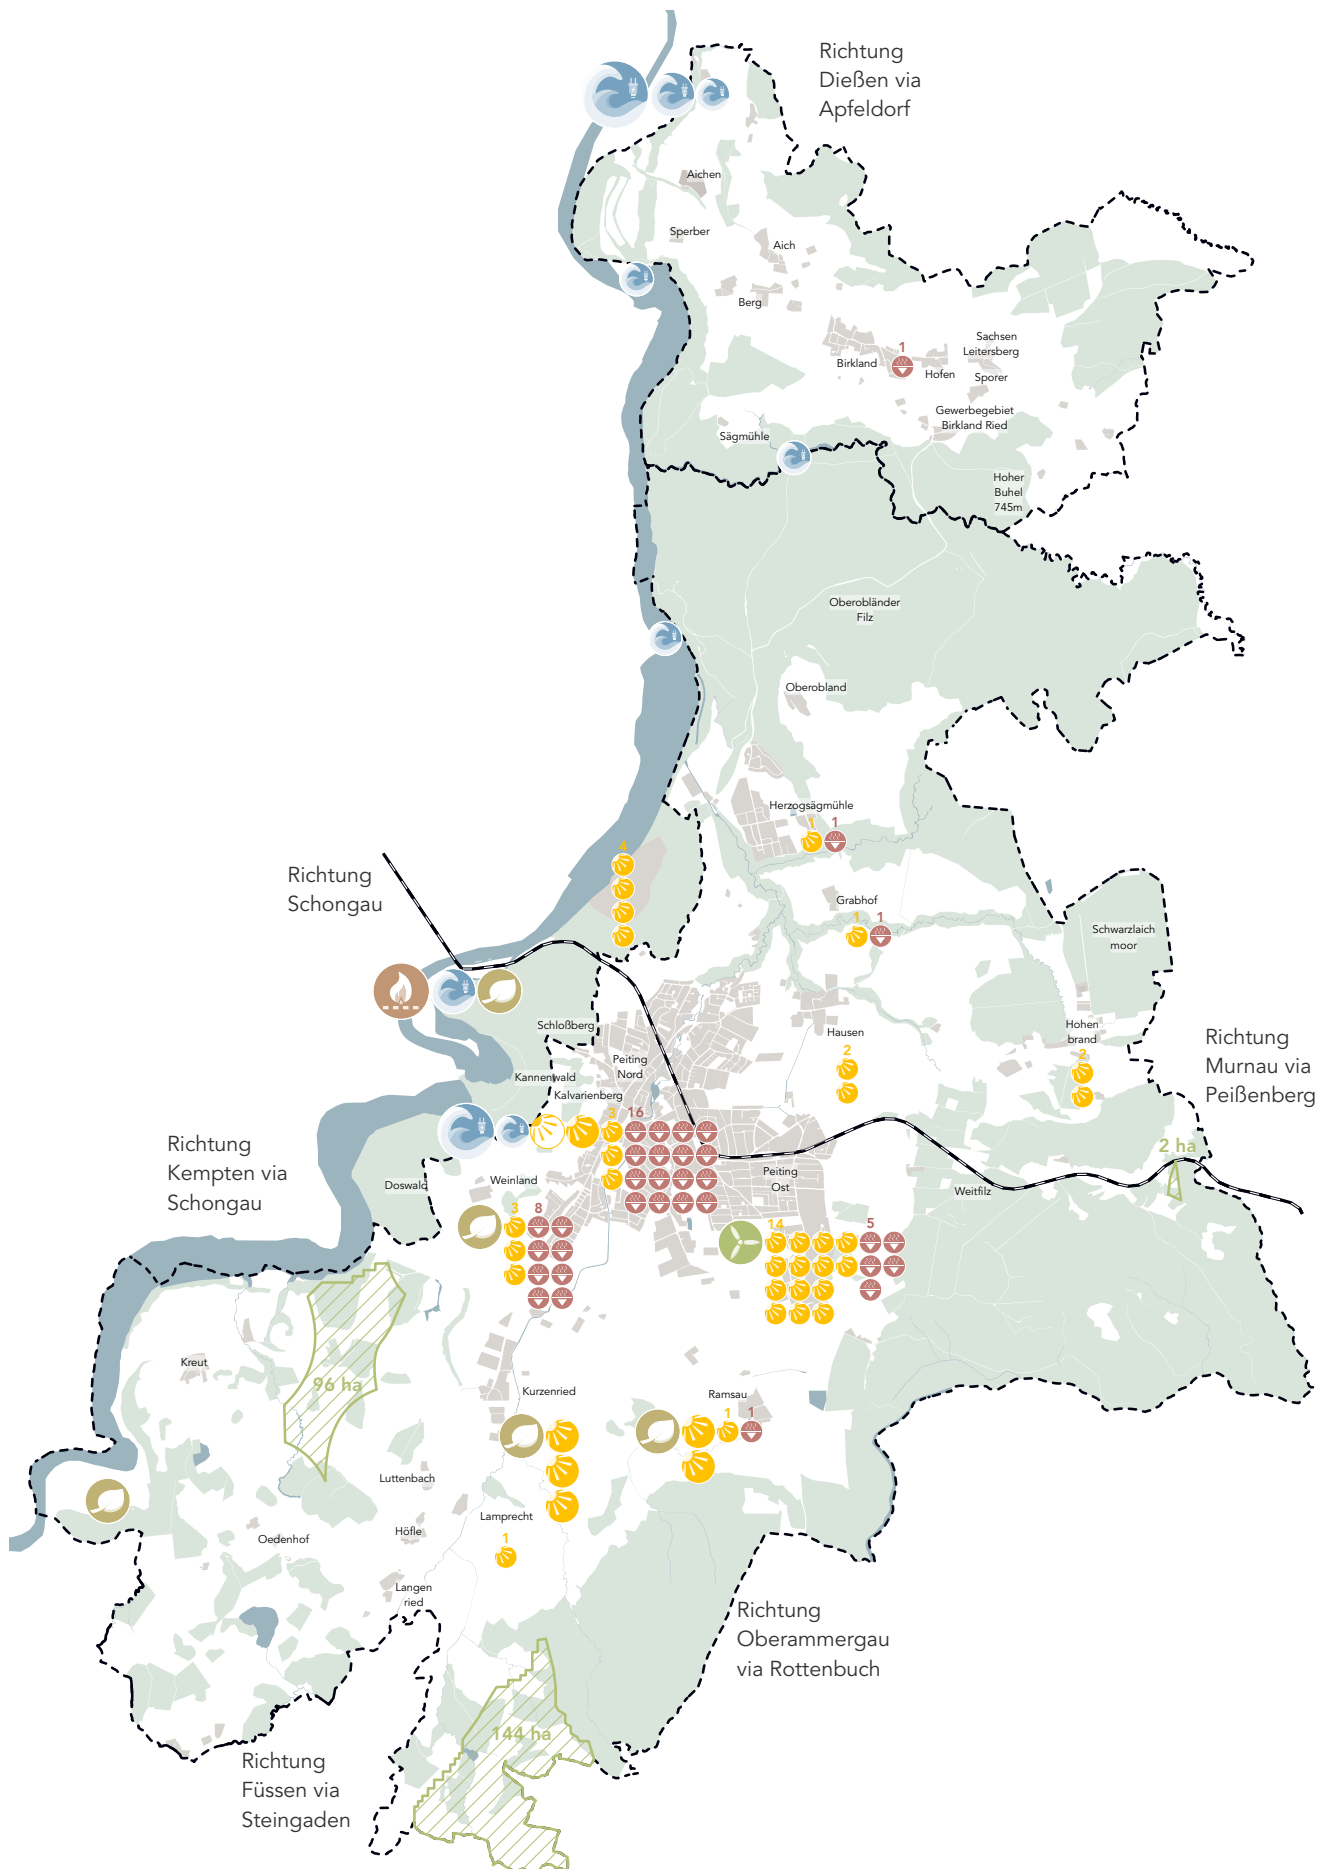 Richtung
Dießen via
Apfeldorf
Aichen
Sperber
Aich
Berg
Sachsen
Leitersberg
1
Birkland
Hofen
Sporer
Gewerbegebiet
Birkland Ried
Sägmühle
Hoher
Buhel
745m
Oberobländer
Filz
Oberobland
Herzogsägmühle
1
1
4
Richtung
Schongau
Grabhof
1
1
Schwarzlaich
moor
Schloßberg
Hausen
2
Hohen
brand
2
Richtung
Murnau via
Peißenberg
Peiting
Nord
Kannenwald
Kalvarienberg
3
16
Richtung
Kempten via
Schongau
2 ha
Peiting
Ost
Weinland
Doswald
Weitfilz
3
8
14
5
Kreut
96 ha
Kurzenried
Ramsau
1
1
Luttenbach
Lamprecht
Höfle
Oedenhof
1
Langen
ried
Richtung
Oberammergau
via Rottenbuch
144 ha
Richtung
Füssen via
Steingaden